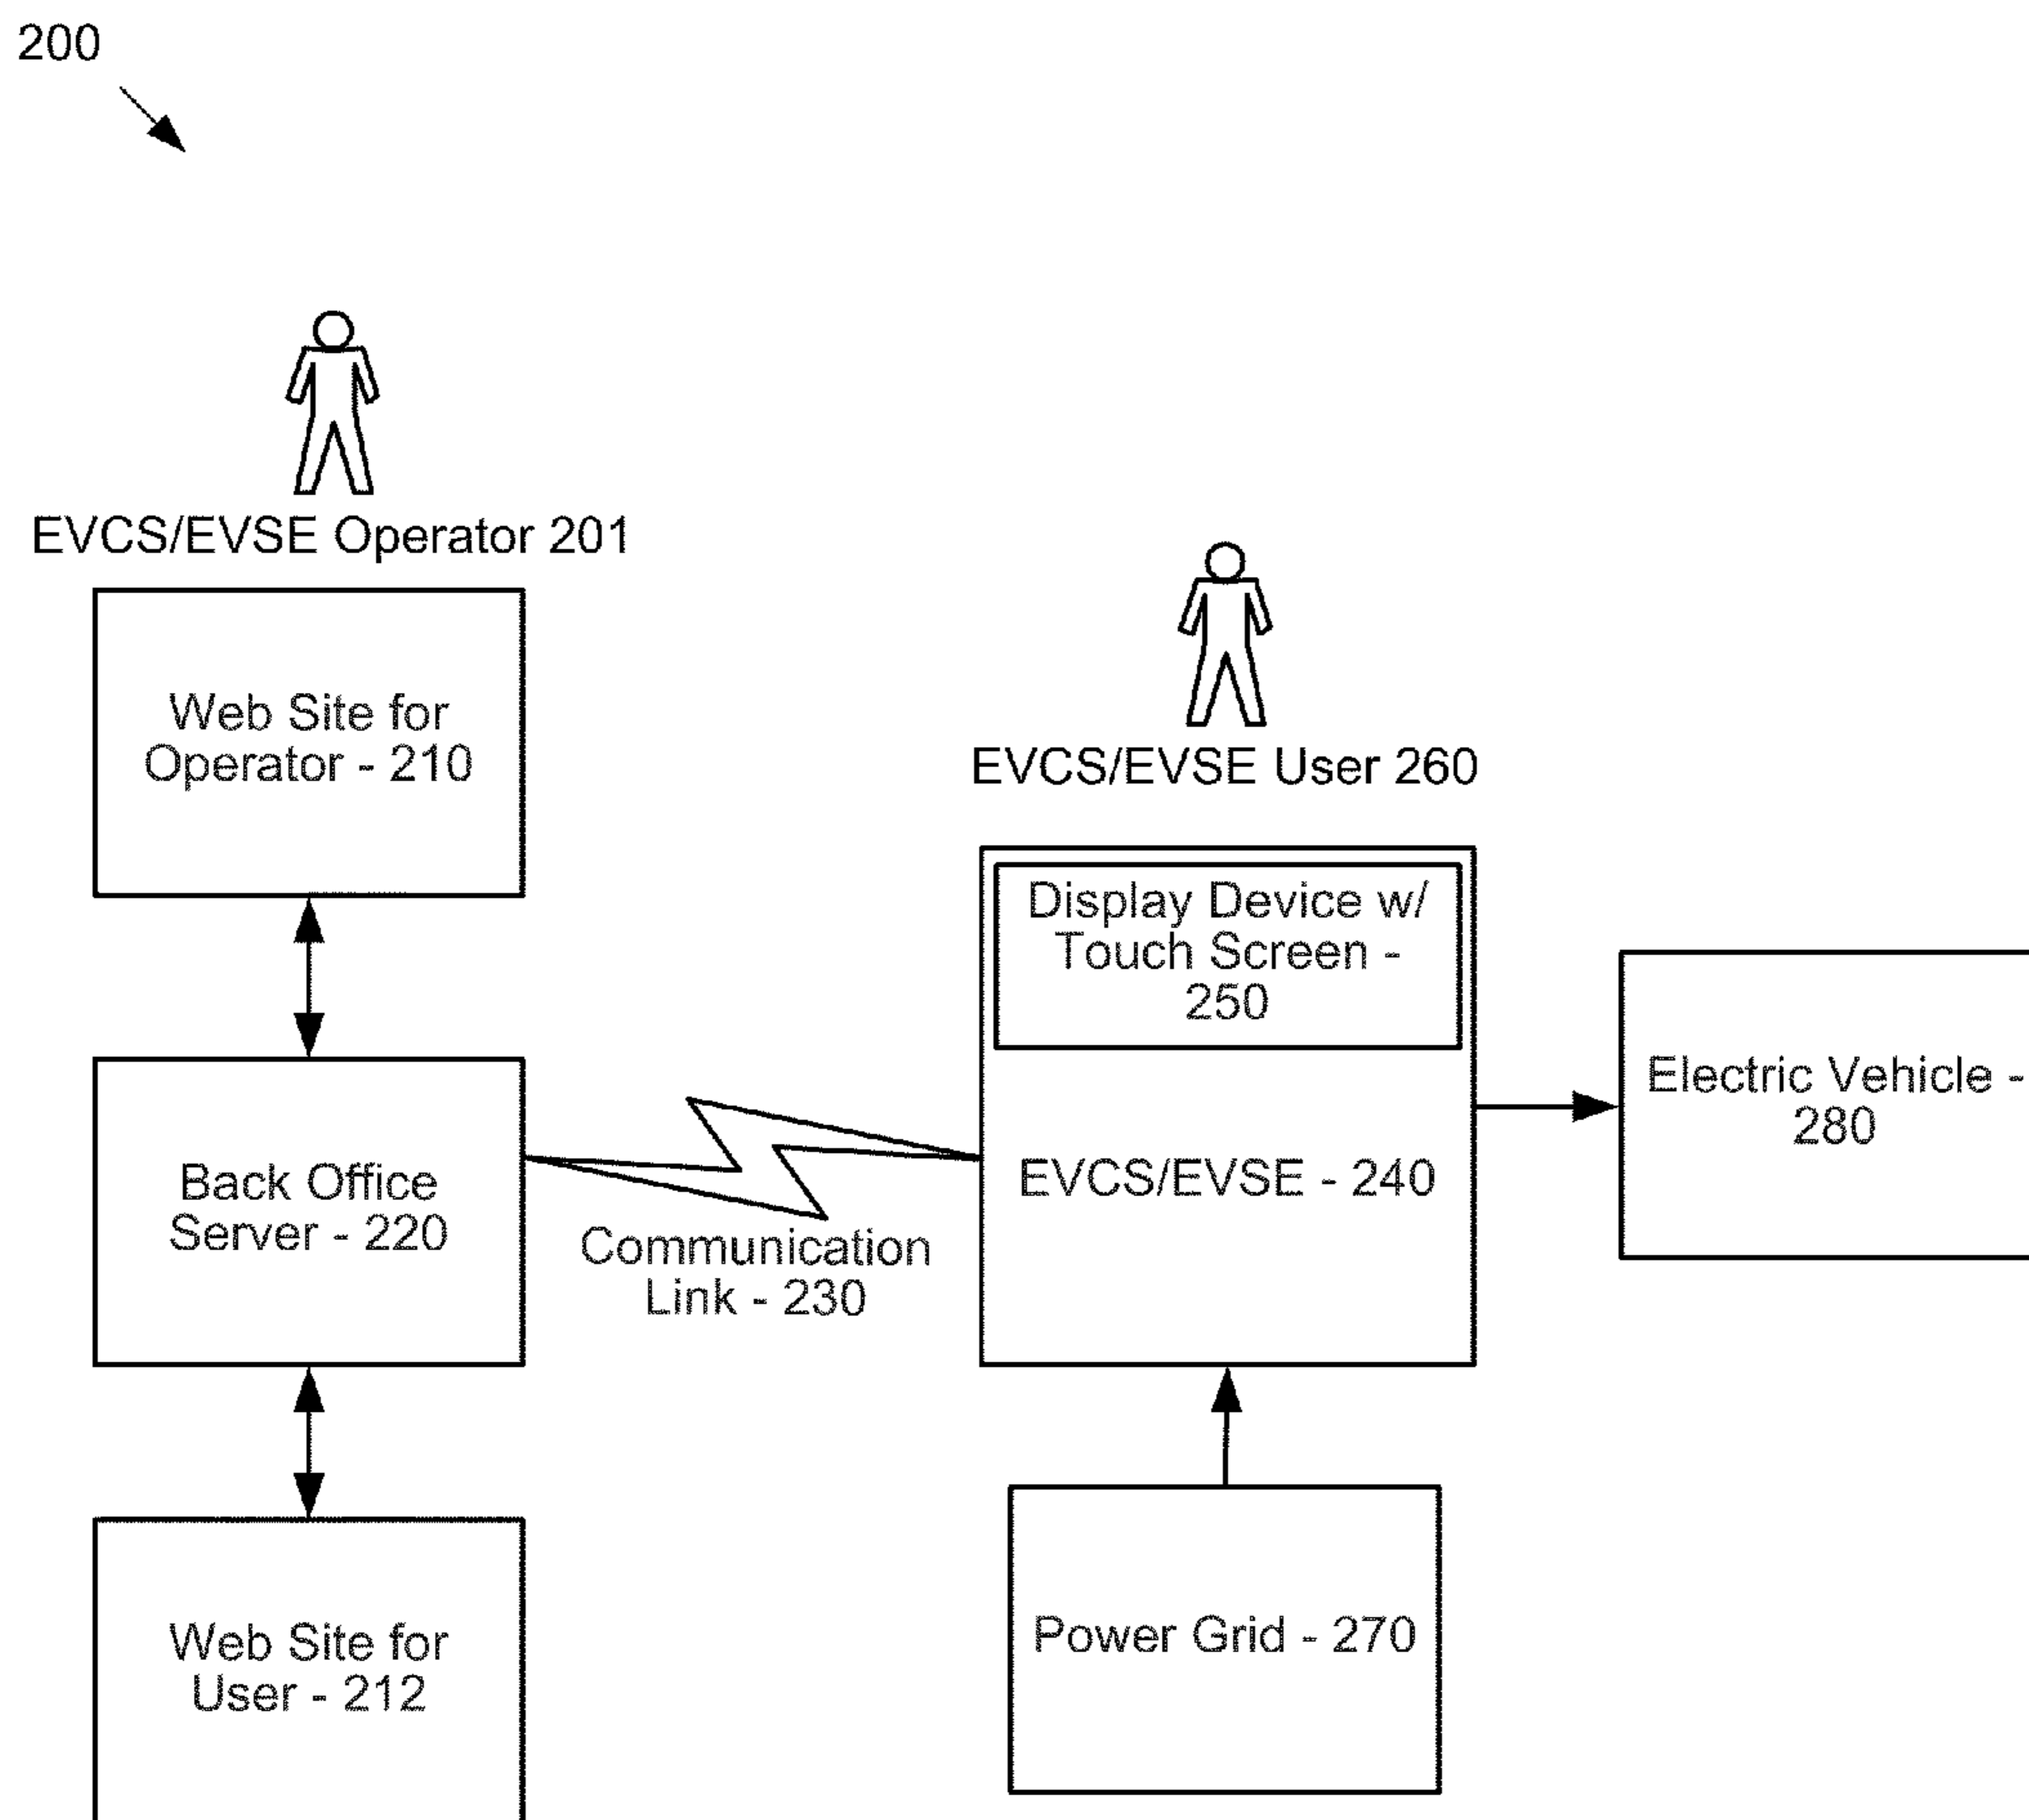 200
EVCS/EVSE Operator 201
Web Site for
Operator - 210
EVCS/EVSE User 260
Display Device w/
Touch Screen -
250
Electric Vehicle -
280
Back Office
Server - 220
EVCS/EVSE - 240
Communication
Link - 230
Web Site for
User - 212
Power Grid - 270